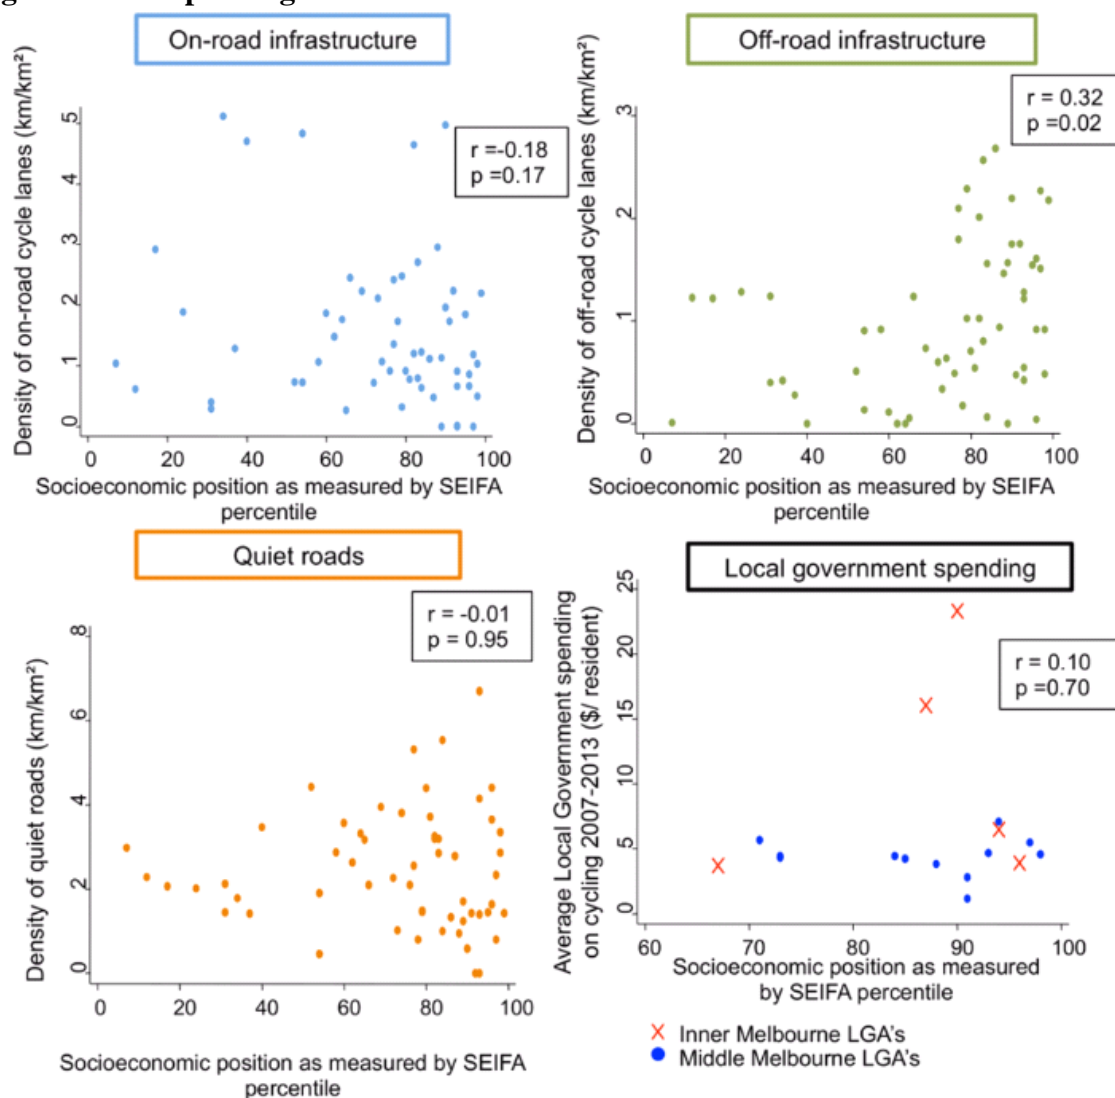 On-road infrastructure
Density of on-road cycle lanes (km/km²)
5
4
3
2
1
0
r =-0.18
p =0.17
0 20 40 60 80 100
Socioeconomic position as measured by SEIFA
percentile
Off-road infrastructure
Density of off-road cycle lanes (km/km²)
3
2
1
0
r = 0.32
p =0.02
0 20 40 60 80 100
Socioeconomic position as measured by SEIFA
percentile
Quiet roads
Density of quiet roads (km/km²)
8
6
4
2
0
r = -0.01
p = 0.95
0 20 40 60 80 100
Socioeconomic position as measured by SEIFA
percentile
Local government spending
Average Local Government spending
on cycling 2007-2013 ($/ resident)
25
20
15
10
5
0
r = 0.10
p =0.70
60 70 80 90 100
Socioeconomic position as measured
by SEIFA percentile
Inner Melbourne LGA's
Middle Melbourne LGA's